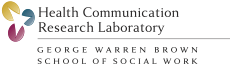 Health Communication
Research Laboratory
GEORGE WARREN BROWN
SCHOOL OF SOCIAL WORK